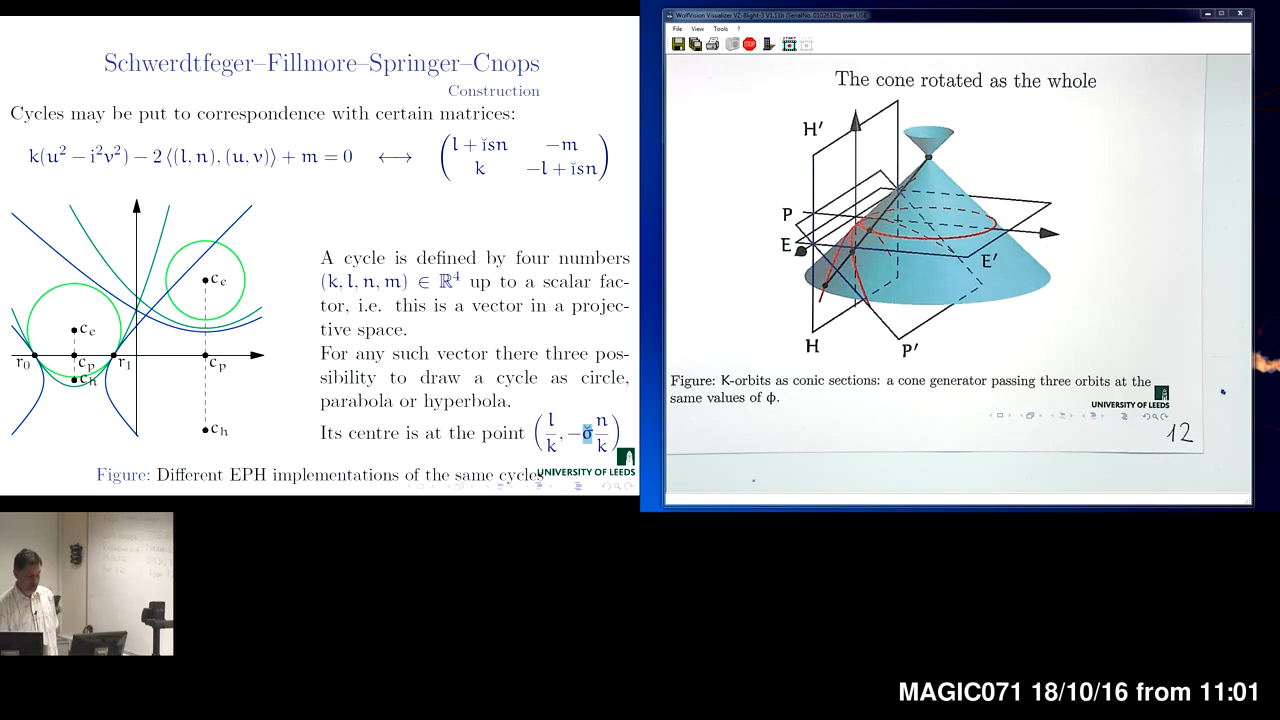 Schwerdtfeger–Fillmore–Springer–Cnops
Construction
Cycles may be put to correspondence with certain matrices:
k(u² − i²v²) − 2 ⟨(l, n), (u, v)⟩ + m = 0 ⟷ ( l + ĭsn −m
k −l + ĭsn )
A cycle is defined by four numbers
(k, l, n, m) ∈ ℝ⁴ up to a scalar fac-
tor, i.e. this is a vector in a projec-
tive space.
For any such vector there three pos-
sibility to draw a cycle as circle,
parabola or hyperbola.
Its centre is at the point (l/k, −σ̆ n/k)
c_e
c_e
r_0
c_p
r_1
c_p
c_h
c_h
Figure: Different EPH implementations of the same cycles
UNIVERSITY OF LEEDS
File View Tools ?
STOP
The cone rotated as the whole
H′
P
E
E′
H
P′
Figure: K-orbits as conic sections: a cone generator passing three orbits at the
same values of ϕ.
UNIVERSITY OF LEEDS
12
MAGIC071 18/10/16 from 11:01